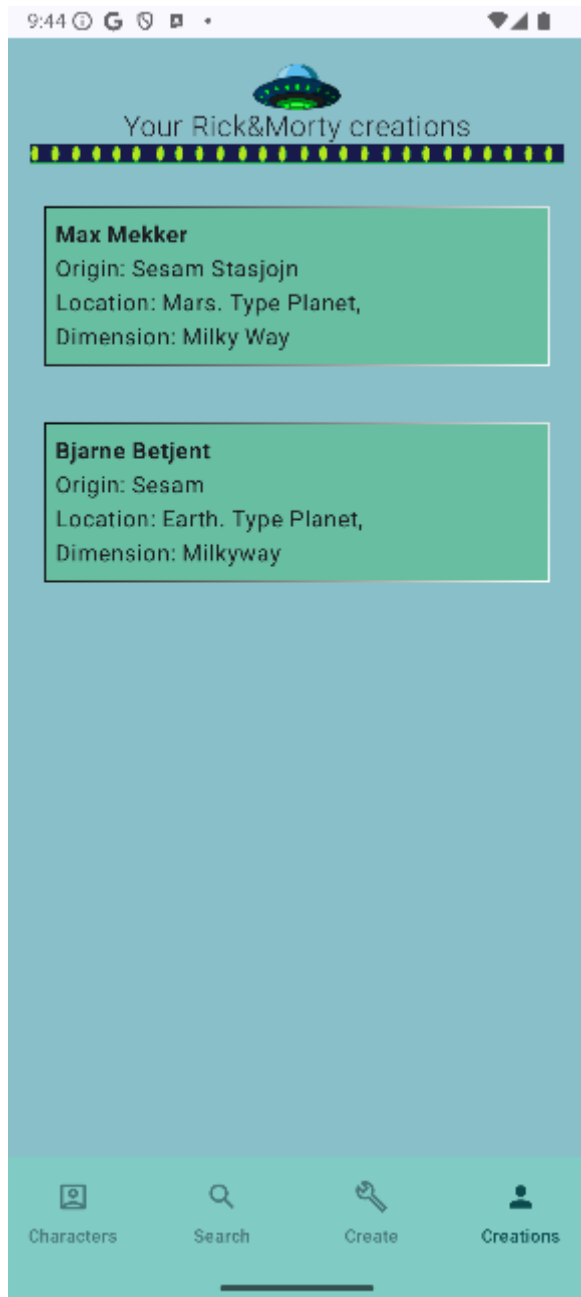 9:44
Your Rick&Morty creations
Max Mekker
Origin: Sesam Stasjojn
Location: Mars. Type Planet,
Dimension: Milky Way
Bjarne Betjent
Origin: Sesam
Location: Earth. Type Planet,
Dimension: Milkyway
Characters Search Create Creations